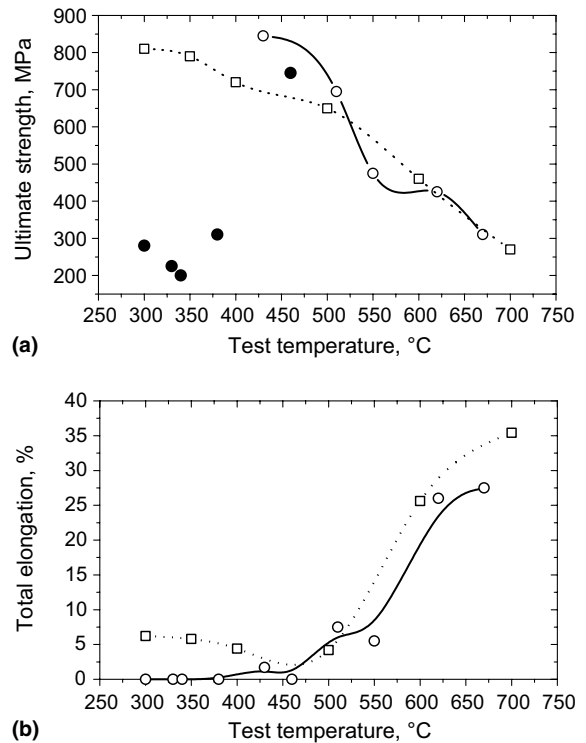 Ultimate strength, MPa
900
800
700
600
500
400
300
200
250 300 350 400 450 500 550 600 650 700 750
(a) Test temperature, °C
Total elongation, %
40
35
30
25
20
15
10
5
0
250 300 350 400 450 500 550 600 650 700 750
(b) Test temperature, °C